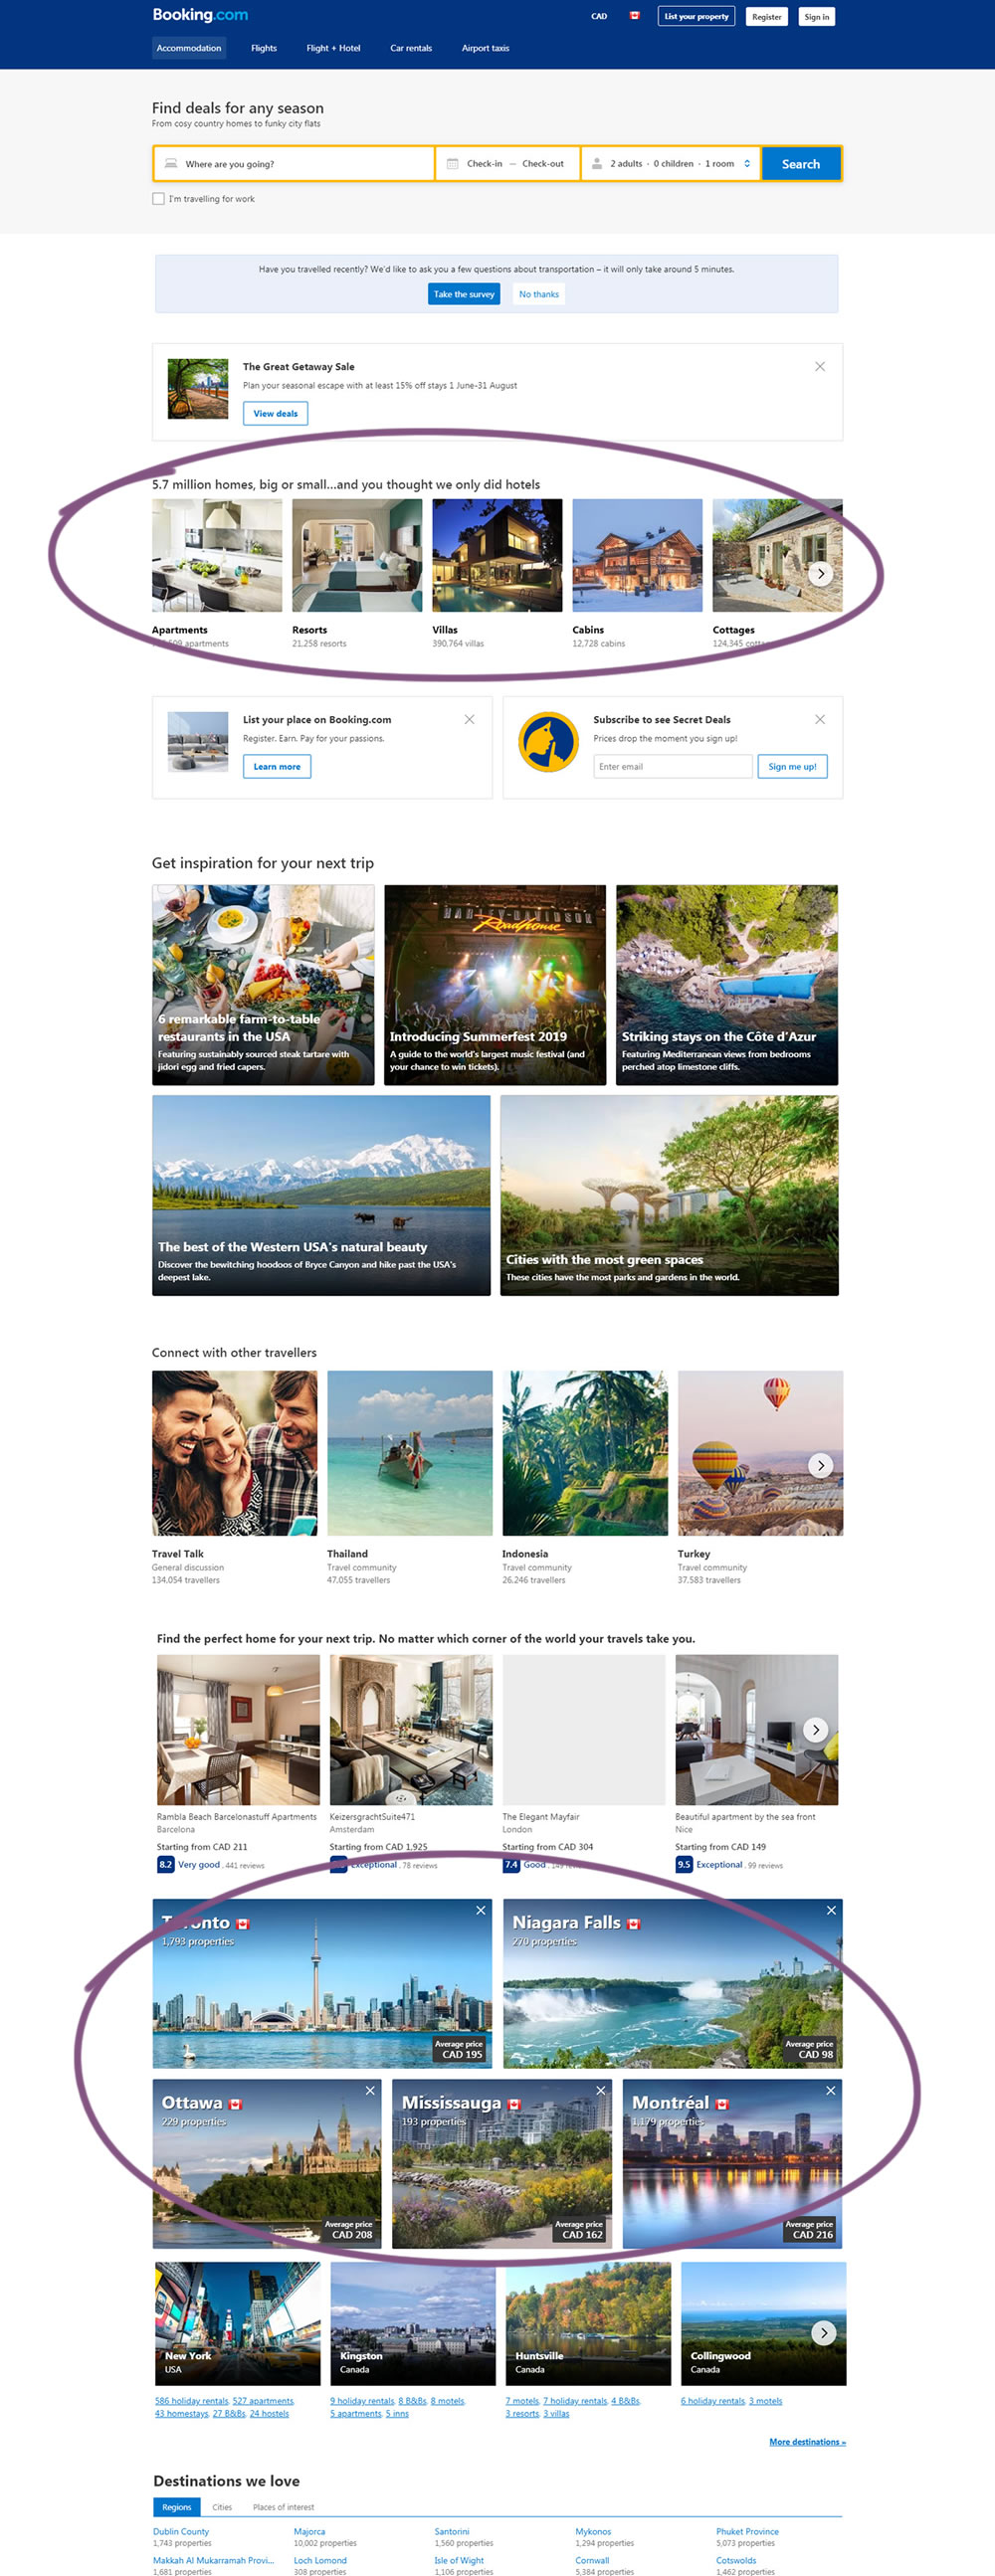 Booking.com
CAD
List your property
Register
Sign in
Accommodation
Flights
Flight + Hotel
Car rentals
Airport taxis
Find deals for any season
From cosy country homes to funky city flats
Where are you going?
Check-in — Check-out
2 adults · 0 children · 1 room
Search
I'm travelling for work
Have you travelled recently? We'd like to ask you a few questions about transportation – it will only take around 5 minutes.
Take the survey
No thanks
The Great Getaway Sale
Plan your seasonal escape with at least 15% off stays 1 June-31 August
View deals
5.7 million homes, big or small...and you thought we only did hotels
Apartments
apartments
Resorts
21,258 resorts
Villas
390,764 villas
Cabins
12,728 cabins
Cottages
124,345
List your place on Booking.com
Register. Earn. Pay for your passions.
Learn more
Subscribe to see Secret Deals
Prices drop the moment you sign up!
Enter email
Sign me up!
Get inspiration for your next trip
6 remarkable farm-to-table
restaurants in the USA
Featuring sustainably sourced steak tartare with
jidori egg and fried capers.
HARLEY-DAVIDSON
Roadhouse
Introducing Summerfest 2019
A guide to the world's largest music festival (and
your chance to win tickets).
Striking stays on the Côte d'Azur
Featuring Mediterranean views from bedrooms
perched atop limestone cliffs.
The best of the Western USA's natural beauty
Discover the bewitching hoodoos of Bryce Canyon and hike past the USA's
deepest lake.
Cities with the most green spaces
These cities have the most parks and gardens in the world.
Connect with other travellers
Travel Talk
General discussion
134,054 travellers
Thailand
Travel community
47,055 travellers
Indonesia
Travel community
26,246 travellers
Turkey
Travel community
37,583 travellers
Find the perfect home for your next trip. No matter which corner of the world your travels take you.
Rambla Beach Barcelonastuff Apartments
Barcelona
Starting from CAD 211
8.2 Very good . 441 reviews
KeizersgrachtSuite471
Amsterdam
Starting from CAD 1,925
Exceptional . 78 reviews
The Elegant Mayfair
London
Starting from CAD 304
7.4 Good . 149 reviews
Beautiful apartment by the sea front
Nice
Starting from CAD 149
9.5 Exceptional . 99 reviews
Toronto
1,793 properties
Average price
CAD 195
Niagara Falls
270 properties
Average price
CAD 98
Ottawa
229 properties
Average price
CAD 208
Mississauga
193 properties
Average price
CAD 162
Montréal
1,179 properties
Average price
CAD 216
New York
USA
586 holiday rentals, 527 apartments,
43 homestays, 27 B&Bs, 24 hostels
Kingston
Canada
9 holiday rentals, 8 B&Bs, 8 motels,
5 apartments, 5 inns
Huntsville
Canada
7 motels, 7 holiday rentals, 4 B&Bs,
3 resorts, 3 villas
Collingwood
Canada
6 holiday rentals, 3 motels
More destinations »
Destinations we love
Regions
Cities
Places of interest
Dublin County
1,743 properties
Majorca
10,002 properties
Santorini
1,560 properties
Mykonos
1,294 properties
Phuket Province
5,073 properties
Makkah Al Mukarramah Provi...
1,681 properties
Loch Lomond
308 properties
Isle of Wight
1,106 properties
Cornwall
5,384 properties
Cotswolds
1,462 properties